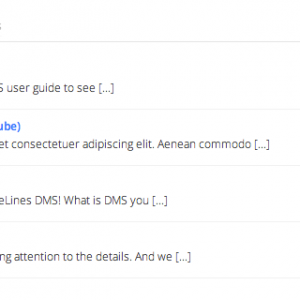 S user guide to see [...]
ube)
et consectetuer adipiscing elit. Aenean commodo [...]
eLines DMS! What is DMS you [...]
ng attention to the details. And we [...]